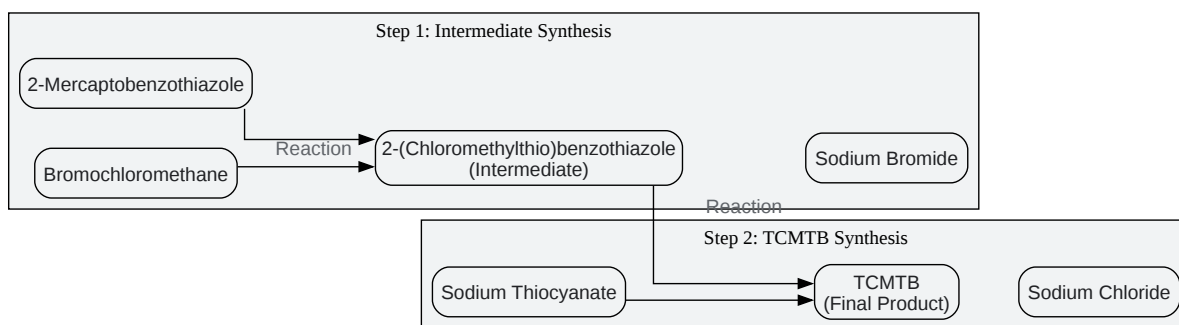 Step 1: Intermediate Synthesis
2-Mercaptobenzothiazole
Reaction
2-(Chloromethylthio)benzothiazole
(Intermediate)
Sodium Bromide
Bromochloromethane
Reaction
Step 2: TCMTB Synthesis
Sodium Thiocyanate
TCMTB
(Final Product)
Sodium Chloride